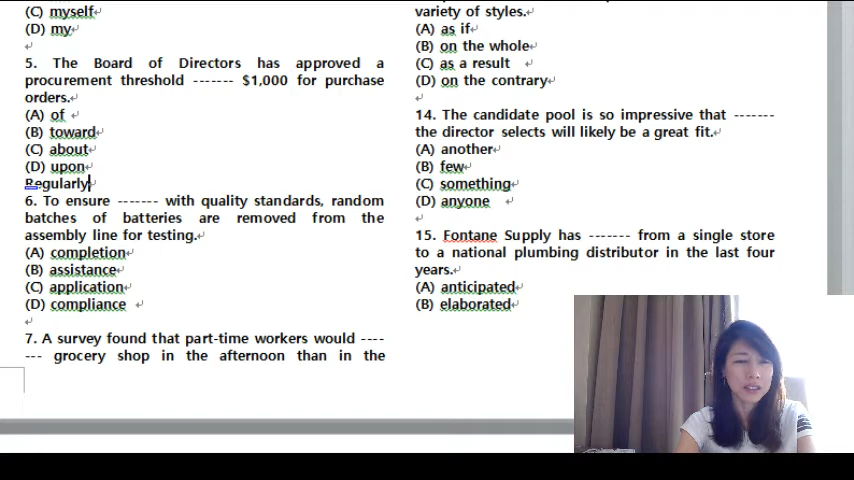 (C) myself
(D) my
5. The Board of Directors has approved a
procurement threshold ------- $1,000 for purchase
orders.
(A) of
(B) toward
(C) about
(D) upon
Regularly
6. To ensure ------- with quality standards, random
batches of batteries are removed from the
assembly line for testing.
(A) completion
(B) assistance
(C) application
(D) compliance
7. A survey found that part-time workers would ----
--- grocery shop in the afternoon than in the
variety of styles.
(A) as if
(B) on the whole
(C) as a result
(D) on the contrary
14. The candidate pool is so impressive that -------
the director selects will likely be a great fit.
(A) another
(B) few
(C) something
(D) anyone
15. Fontane Supply has ------- from a single store
to a national plumbing distributor in the last four
years.
(A) anticipated
(B) elaborated